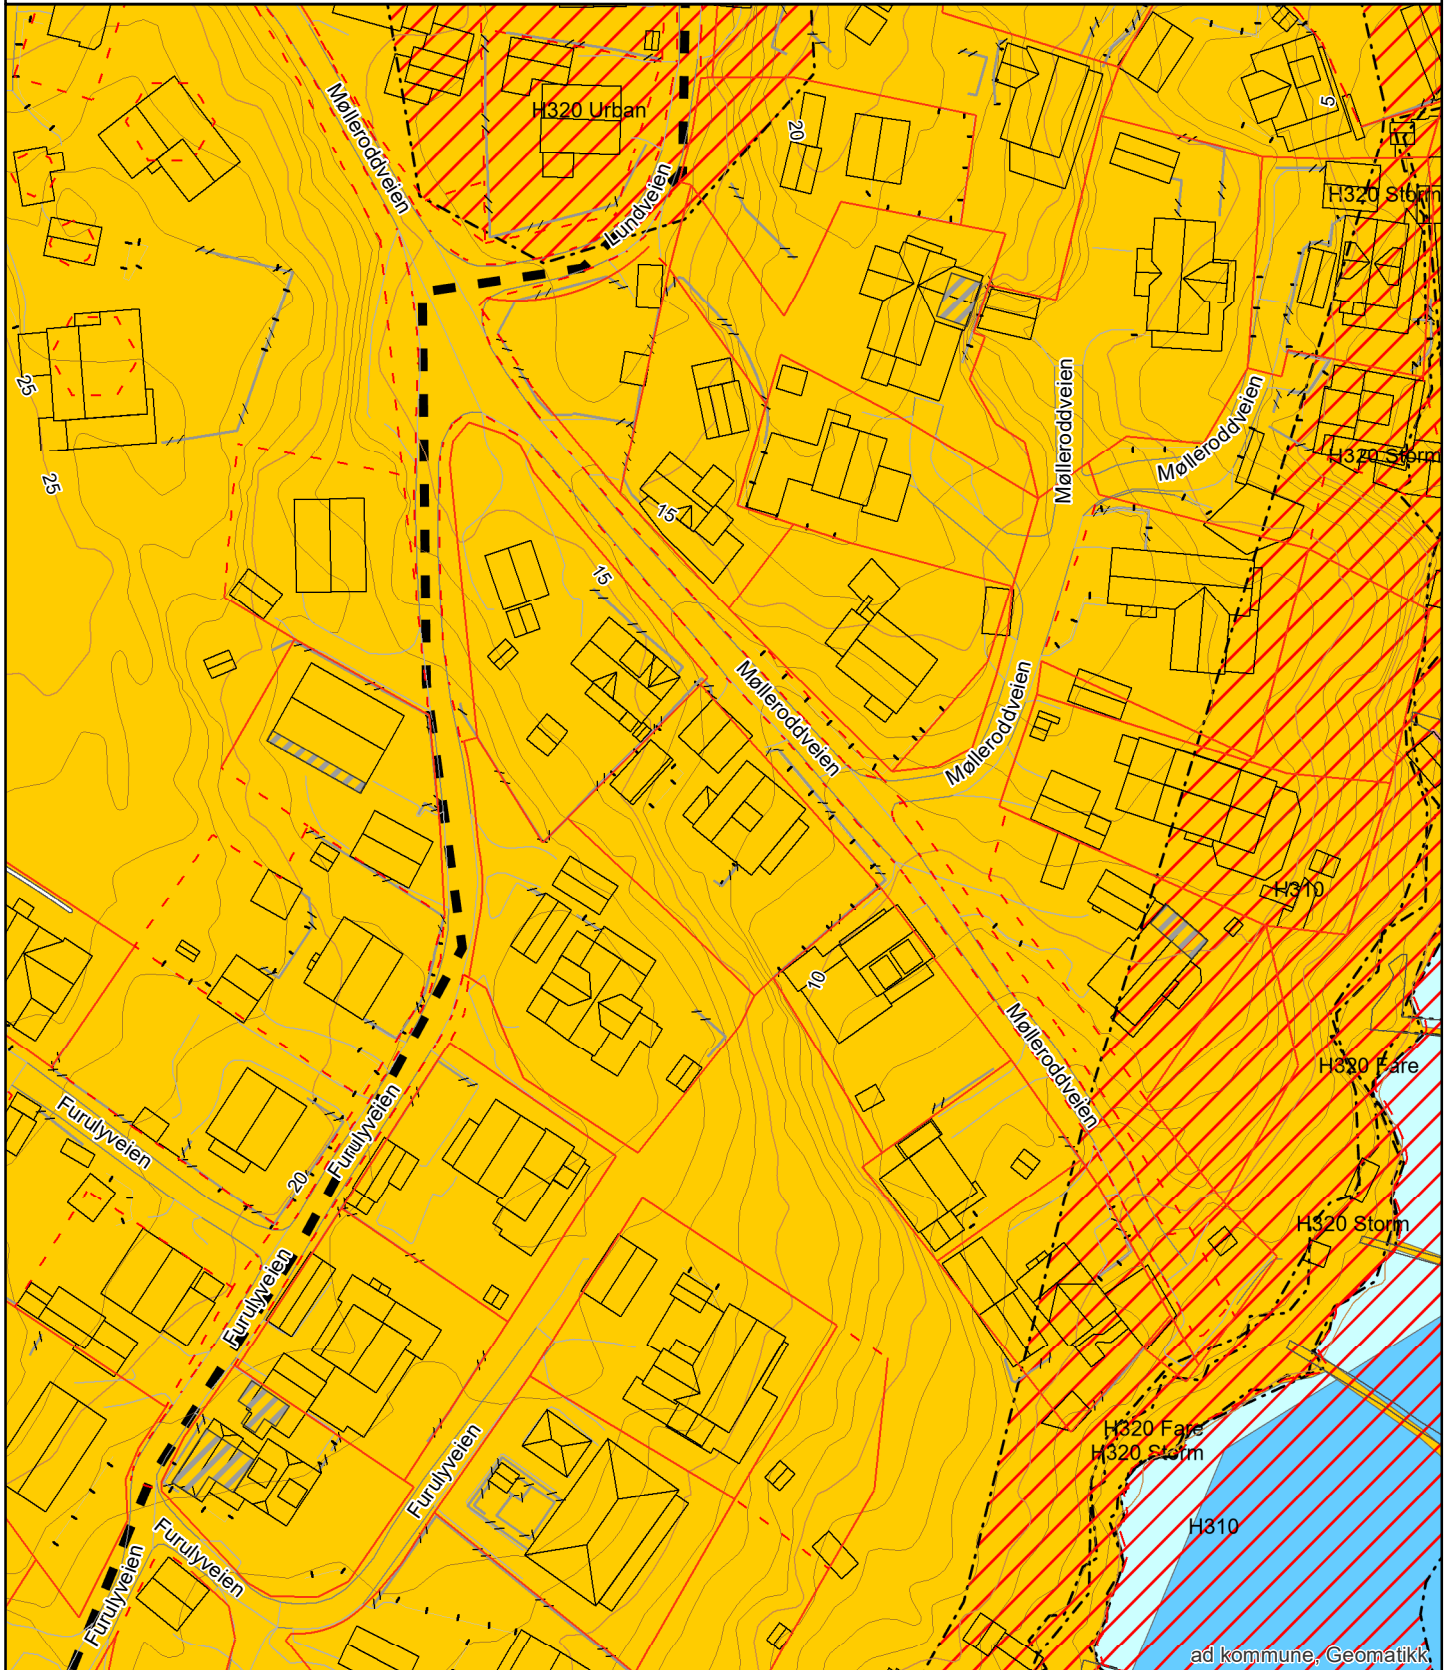 Mølleroddveien
H320 Urban
20
5
Lundveien
H320 Storm
25
25
Mølleroddveien
Mølleroddveien
H320 Storm
15
15
Mølleroddveien
Mølleroddveien
H310
10
Mølleroddveien
H320 Fare
Furulyveien
Furulyveien
20
H320 Storm
Furulyveien
H320 Fare
H320 Storm
Furulyveien
H310
Furulyveien
Furulyveien
ad kommune, Geomatikk